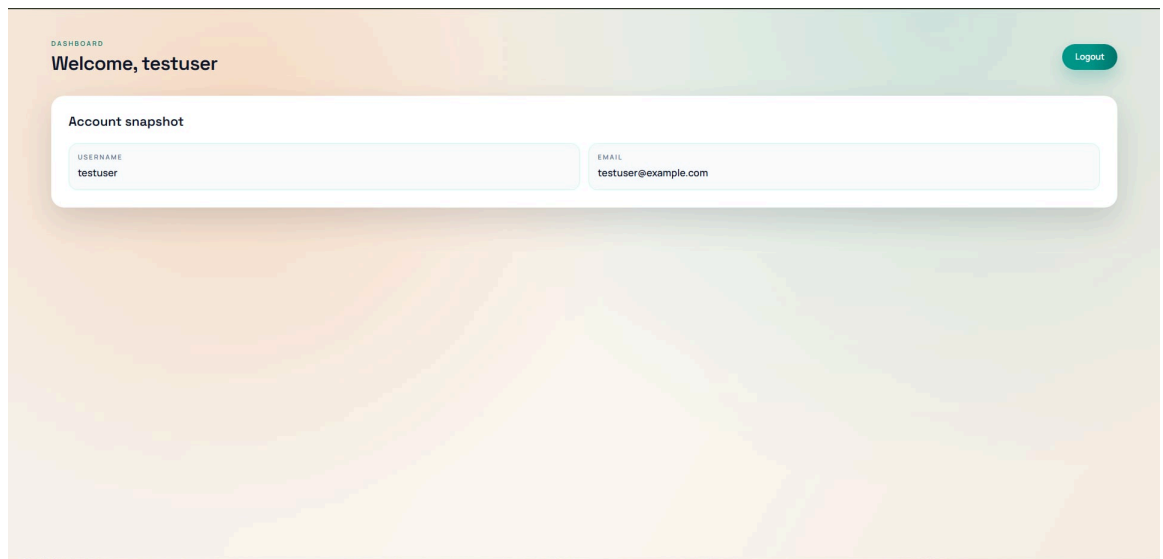 DASHBOARD
Welcome, testuser
Logout
Account snapshot
USERNAME
testuser
EMAIL
testuser@example.com